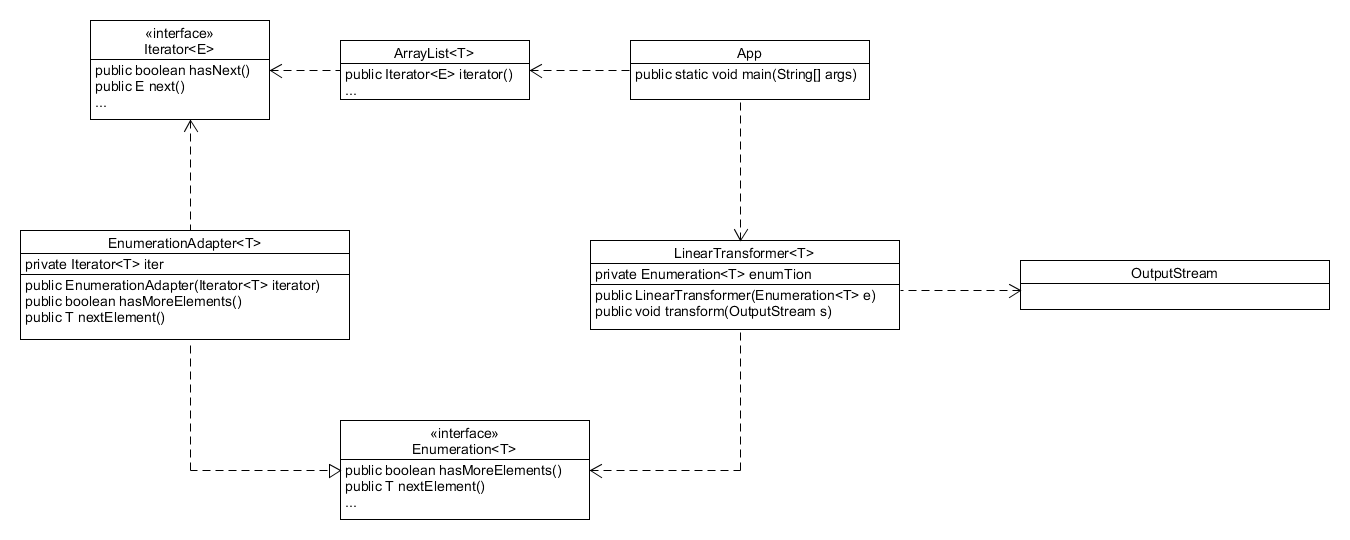 «interface»
Iterator<E>
public boolean hasNext()
public E next()
...
ArrayList<T>
public Iterator<E> iterator()
...
App
public static void main(String[] args)
EnumerationAdapter<T>
private Iterator<T> iter
public EnumerationAdapter(Iterator<T> iterator)
public boolean hasMoreElements()
public T nextElement()
LinearTransformer<T>
private Enumeration<T> enumTion
public LinearTransformer(Enumeration<T> e)
public void transform(OutputStream s)
OutputStream
«interface»
Enumeration<T>
public boolean hasMoreElements()
public T nextElement()
...